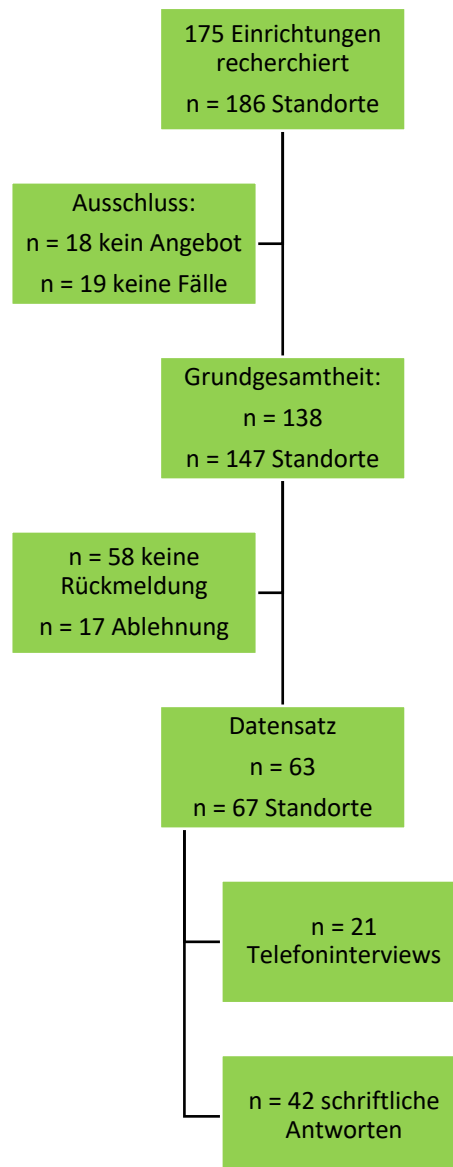 175 Einrichtungen
recherchiert
n = 186 Standorte
Ausschluss:
n = 18 kein Angebot
n = 19 keine Fälle
Grundgesamtheit:
n = 138
n = 147 Standorte
n = 58 keine
Rückmeldung
n = 17 Ablehnung
Datensatz
n = 63
n = 67 Standorte
n = 21
Telefoninterviews
n = 42 schriftliche
Antworten